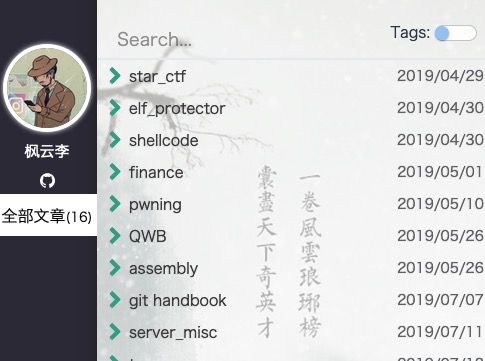 Search...
Tags:
star_ctf 2019/04/29
elf_protector 2019/04/30
shellcode 2019/04/30
finance 2019/05/01
pwning 2019/05/10
QWB 2019/05/26
assembly 2019/05/26
git handbook 2019/07/07
server_misc 2019/07/11
枫云李
全部文章(16)
一卷風雲琅琊榜
囊盡天下奇英才